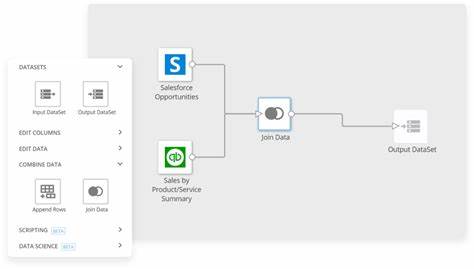 DATASETS
Input DataSet
Output DataSet
EDIT COLUMNS
EDIT DATA
COMBINE DATA
Append Rows
Join Data
SCRIPTING BETA
DATA SCIENCE BETA
S
Salesforce
Opportunities
qb
Sales by
Product/Service
Summary
Join Data
Output DataSet